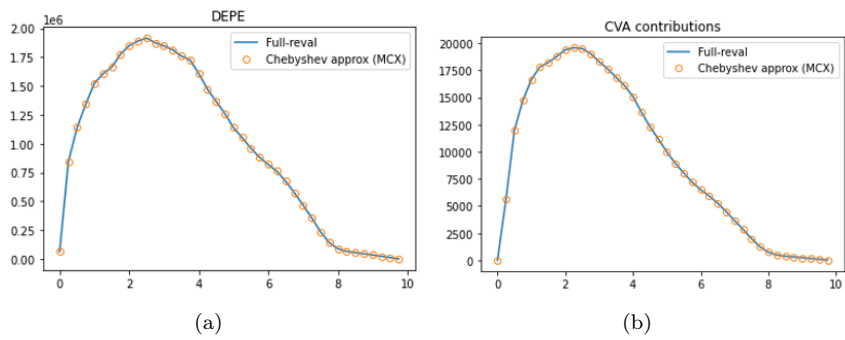 DEPE
1e6
Full-reval
Chebyshev approx (MCX)
2.00
1.75
1.50
1.25
1.00
0.75
0.50
0.25
0.00
0 2 4 6 8 10
(a)
CVA contributions
Full-reval
Chebyshev approx (MCX)
20000
17500
15000
12500
10000
7500
5000
2500
0
0 2 4 6 8 10
(b)